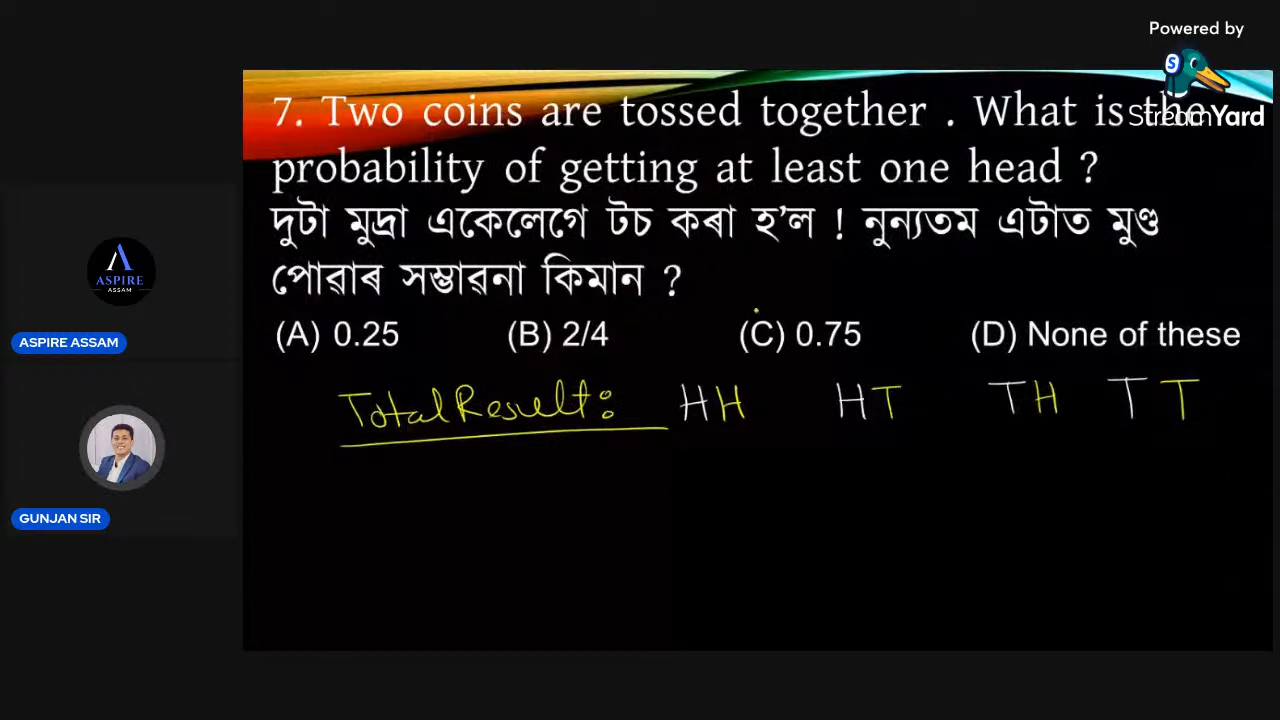 Powered by
StreamYard
7. Two coins are tossed together . What is the
probability of getting at least one head ?
দুটা মুদ্ৰা একেলেগে টচ কৰা হ'ল ! নুন্যতম এটাত মুণ্ড
পোৱাৰ সম্ভাৱনা কিমান ?
(A) 0.25 (B) 2/4 (C) 0.75 (D) None of these
Total Result: HH HT TH TT
A
ASPIRE
ASSAM
ASPIRE ASSAM
GUNJAN SIR